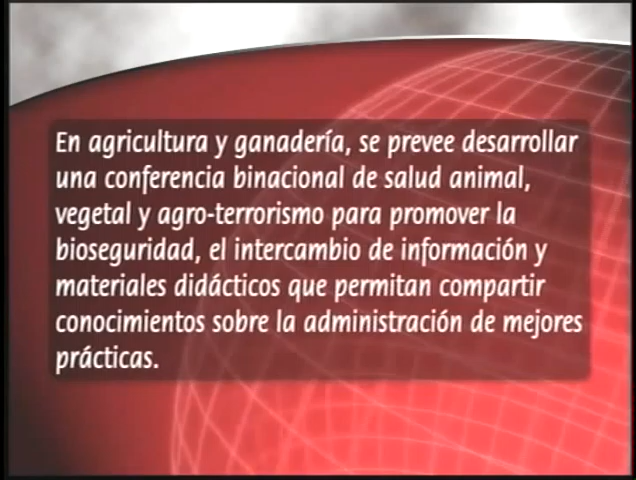 En agricultura y ganadería, se prevee desarrollar
una conferencia binacional de salud animal,
vegetal y agro-terrorismo para promover la
bioseguridad, el intercambio de información y
materiales didácticos que permitan compartir
conocimientos sobre la administración de mejores
prácticas.